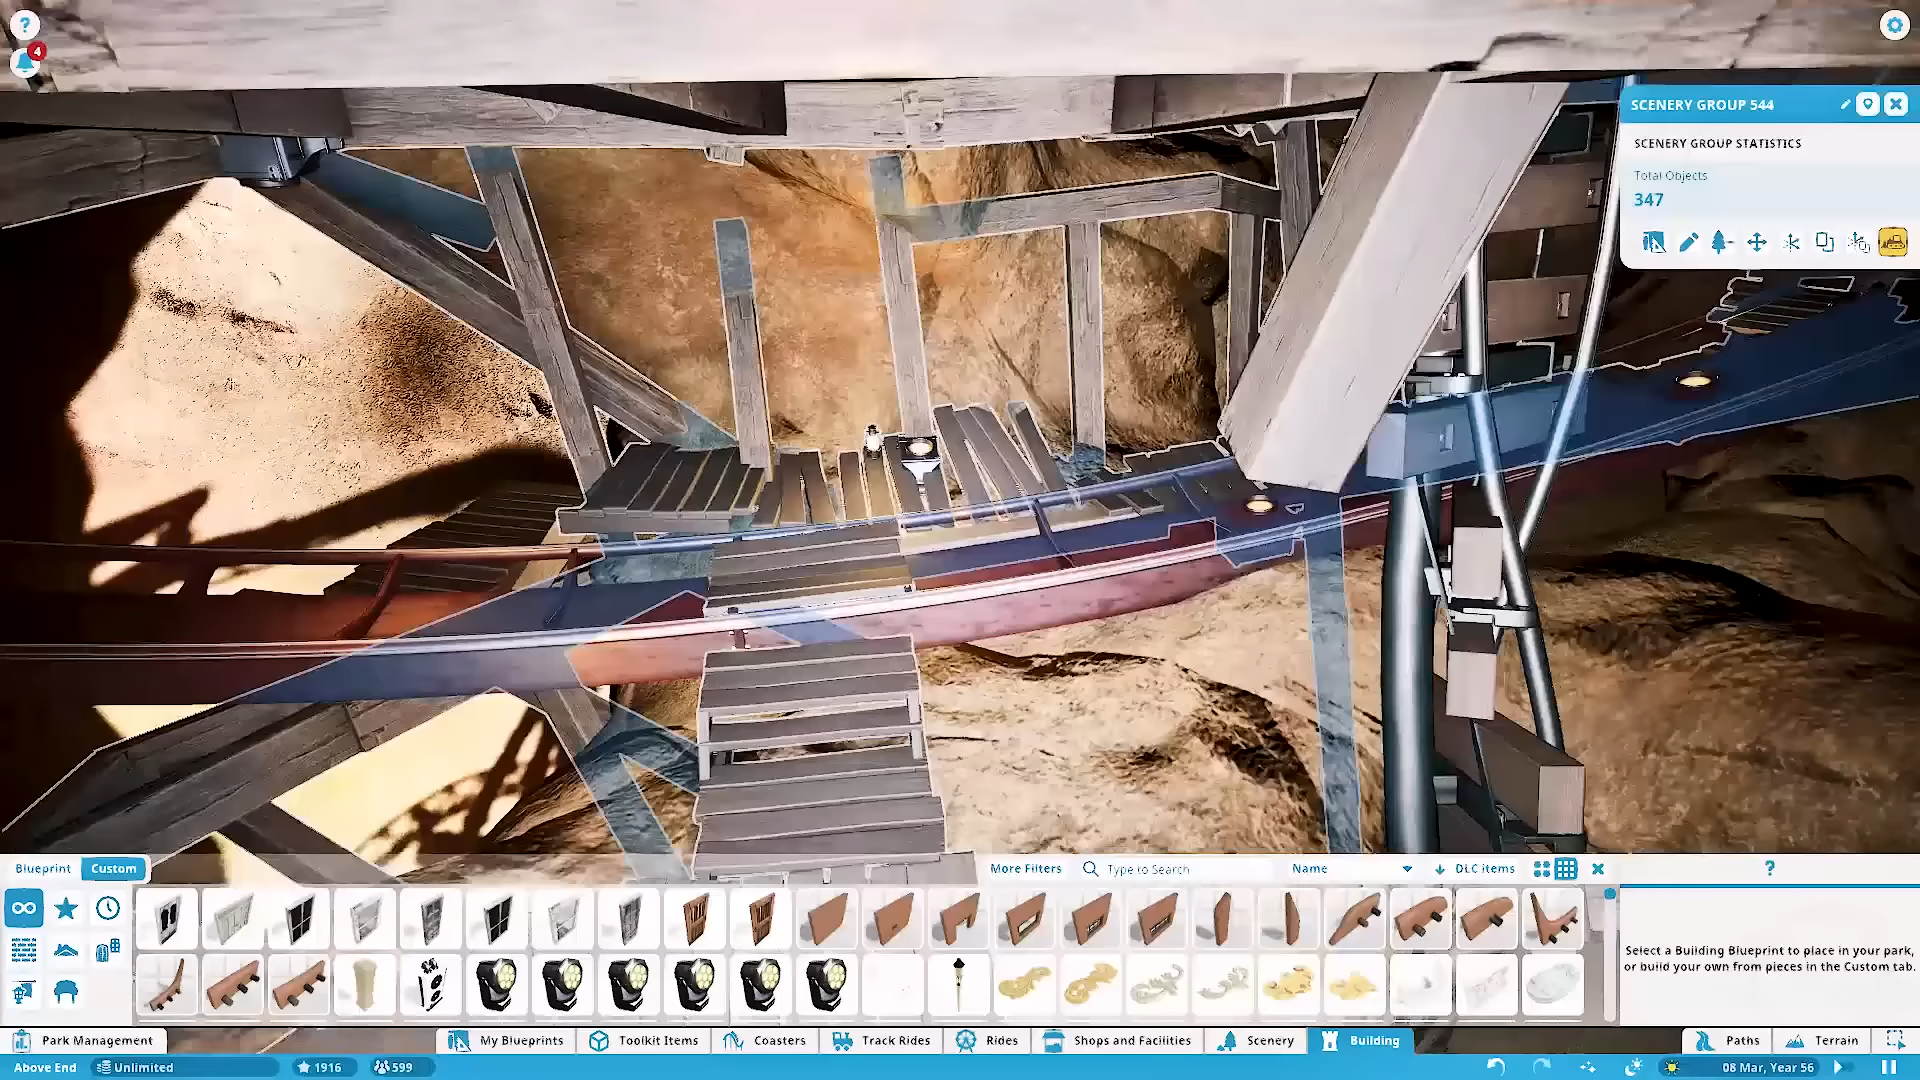 ?
4
SCENERY GROUP 544
SCENERY GROUP STATISTICS
Total Objects
347
Blueprint
Custom
More Filters
Type to Search
Name
DLC items
?
Select a Building Blueprint to place in your park,
or build your own from pieces in the Custom tab.
Park Management
My Blueprints
Toolkit Items
Coasters
Track Rides
Rides
Shops and Facilities
Scenery
Building
Paths
Terrain
Above End
Unlimited
1916
599
08 Mar, Year 56